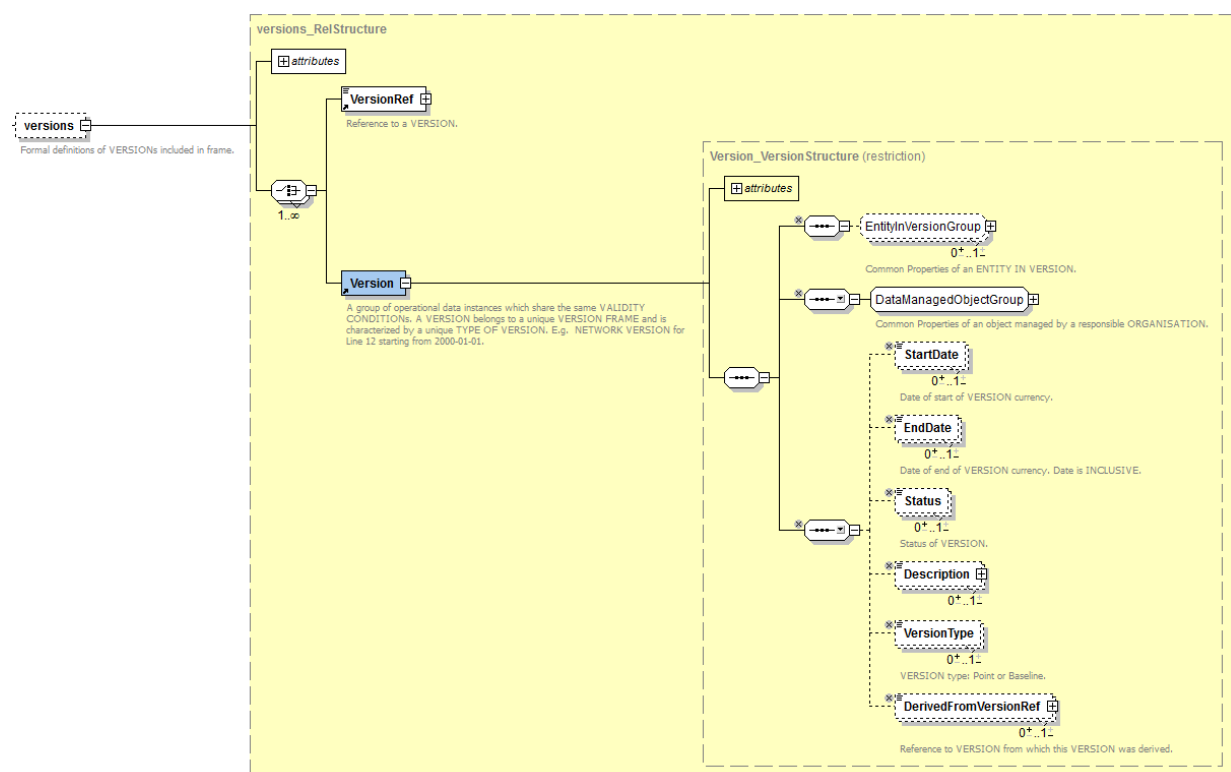 versions_RelStructure
attributes
VersionRef
Reference to a VERSION.
versions
Formal definitions of VERSIONs included in frame.
1..∞
Version_VersionStructure (restriction)
attributes
EntityInVersionGroup
0+..1+
Common Properties of an ENTITY IN VERSION.
Version
A group of operational data instances which share the same VALIDITY
CONDITIONs. A VERSION belongs to a unique VERSION FRAME and is
characterized by a unique TYPE OF VERSION. E.g. NETWORK VERSION for
Line 12 starting from 2000-01-01.
DataManagedObjectGroup
Common Properties of an object managed by a responsible ORGANISATION.
StartDate
0+..1+
Date of start of VERSION currency.
EndDate
0+..1+
Date of end of VERSION currency. Date is INCLUSIVE.
Status
0+..1+
Status of VERSION.
Description
0+..1+
VersionType
0+..1+
VERSION type: Point or Baseline.
DerivedFromVersionRef
0+..1+
Reference to VERSION from which this VERSION was derived.